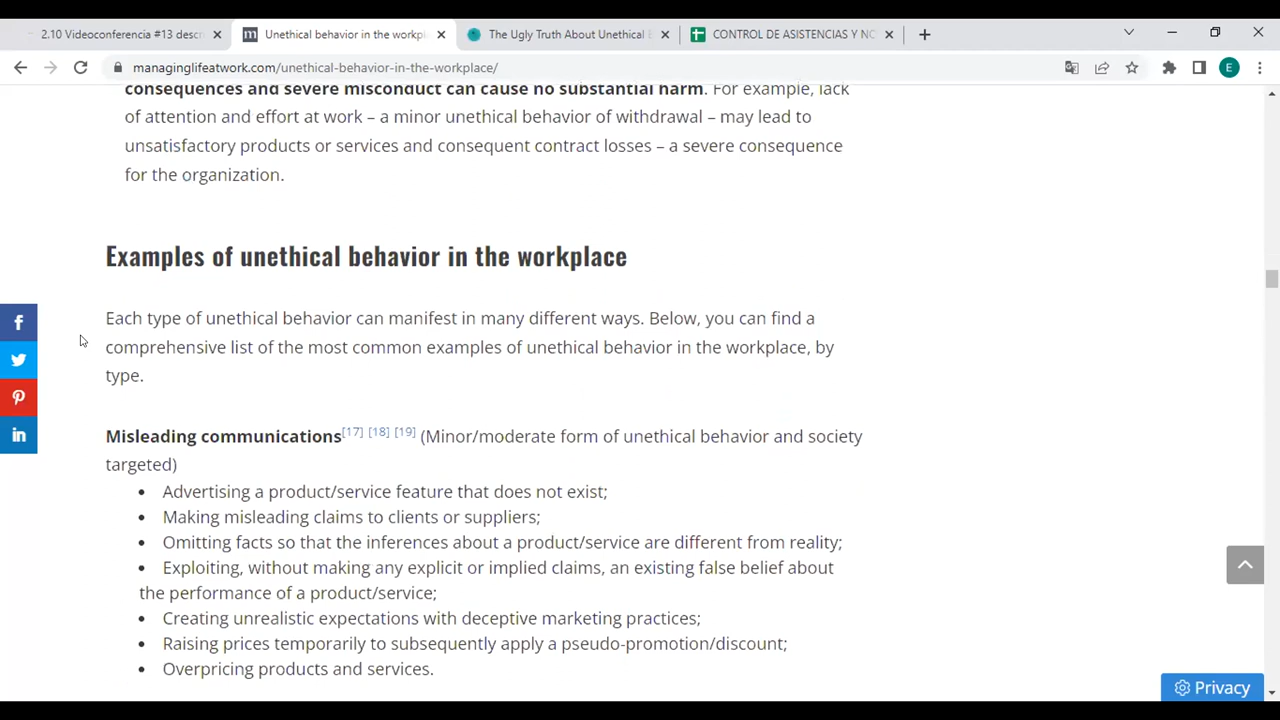 2.10 Videoconferencia #13 descr
Unethical behavior in the workpl
The Ugly Truth About Unethical B
CONTROL DE ASISTENCIAS Y NO
managinglifeatwork.com/unethical-behavior-in-the-workplace/
E
consequences and severe misconduct can cause no substantial harm. For example, lack
of attention and effort at work – a minor unethical behavior of withdrawal – may lead to
unsatisfactory products or services and consequent contract losses – a severe consequence
for the organization.
Examples of unethical behavior in the workplace
Each type of unethical behavior can manifest in many different ways. Below, you can find a
comprehensive list of the most common examples of unethical behavior in the workplace, by
type.
Misleading communications[17] [18] [19] (Minor/moderate form of unethical behavior and society
targeted)
• Advertising a product/service feature that does not exist;
• Making misleading claims to clients or suppliers;
• Omitting facts so that the inferences about a product/service are different from reality;
• Exploiting, without making any explicit or implied claims, an existing false belief about
the performance of a product/service;
• Creating unrealistic expectations with deceptive marketing practices;
• Raising prices temporarily to subsequently apply a pseudo-promotion/discount;
• Overpricing products and services.
Privacy